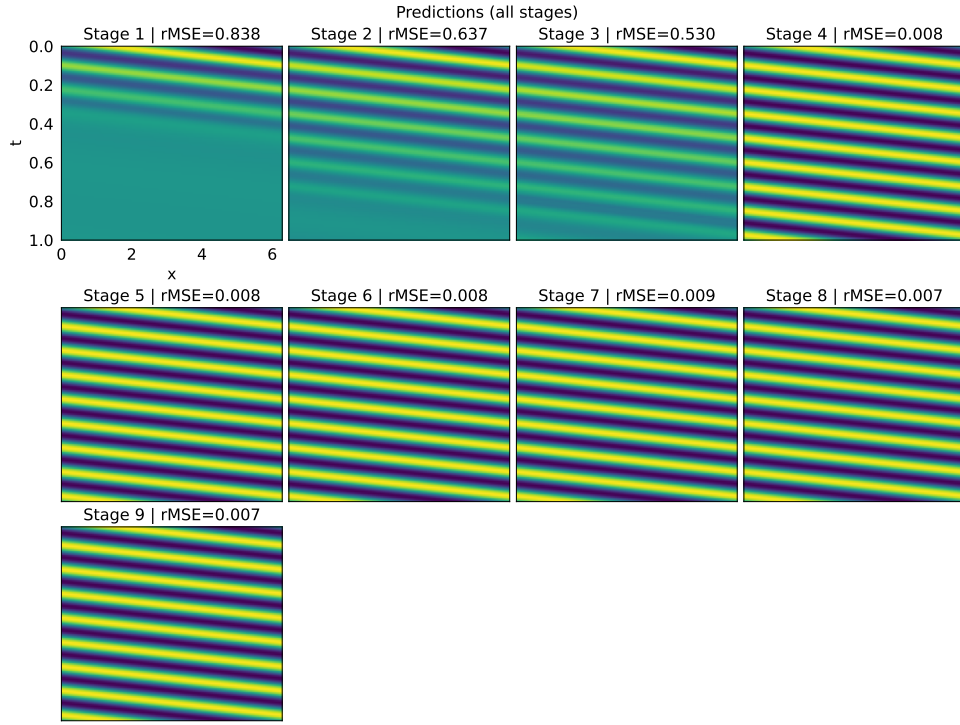 Predictions (all stages)
Stage 1 | rMSE=0.838
Stage 2 | rMSE=0.637
Stage 3 | rMSE=0.530
Stage 4 | rMSE=0.008
0.0
0.2
0.4
0.6
0.8
1.0
t
0 2 4 6
x
Stage 5 | rMSE=0.008
Stage 6 | rMSE=0.008
Stage 7 | rMSE=0.009
Stage 8 | rMSE=0.007
Stage 9 | rMSE=0.007